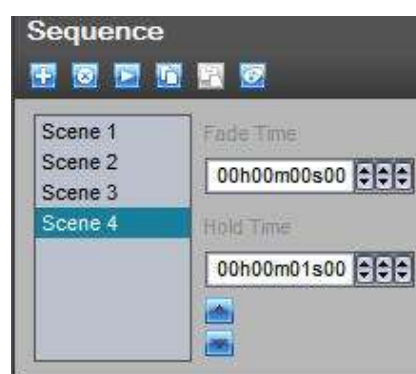 Sequence
Scene 1
Scene 2
Scene 3
Scene 4
Fade Time
00h00m00s00
Hold Time
00h00m01s00